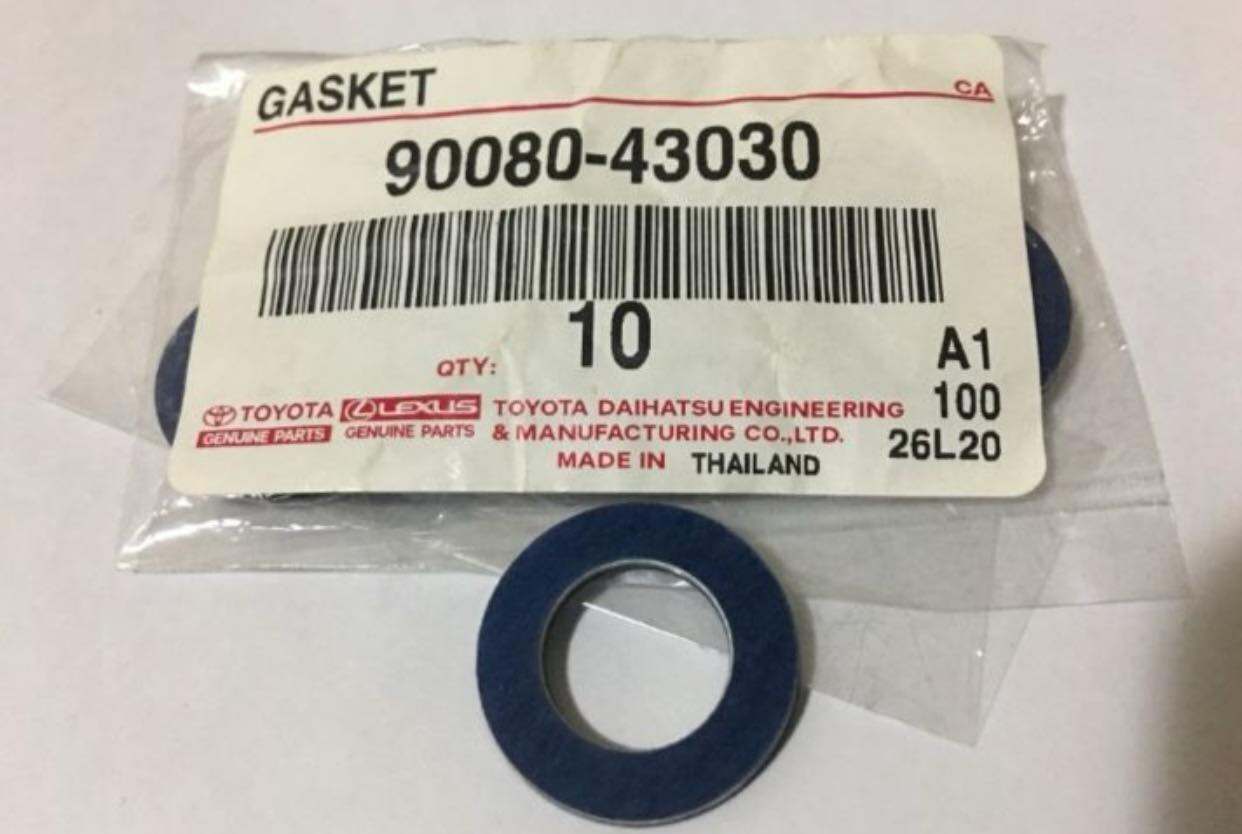 GASKET
CA
90080-43030
10
QTY:
A1
100
26L20
TOYOTA
GENUINE PARTS
LEXUS
GENUINE PARTS
TOYOTA DAIHATSU ENGINEERING
& MANUFACTURING CO.,LTD.
MADE IN THAILAND